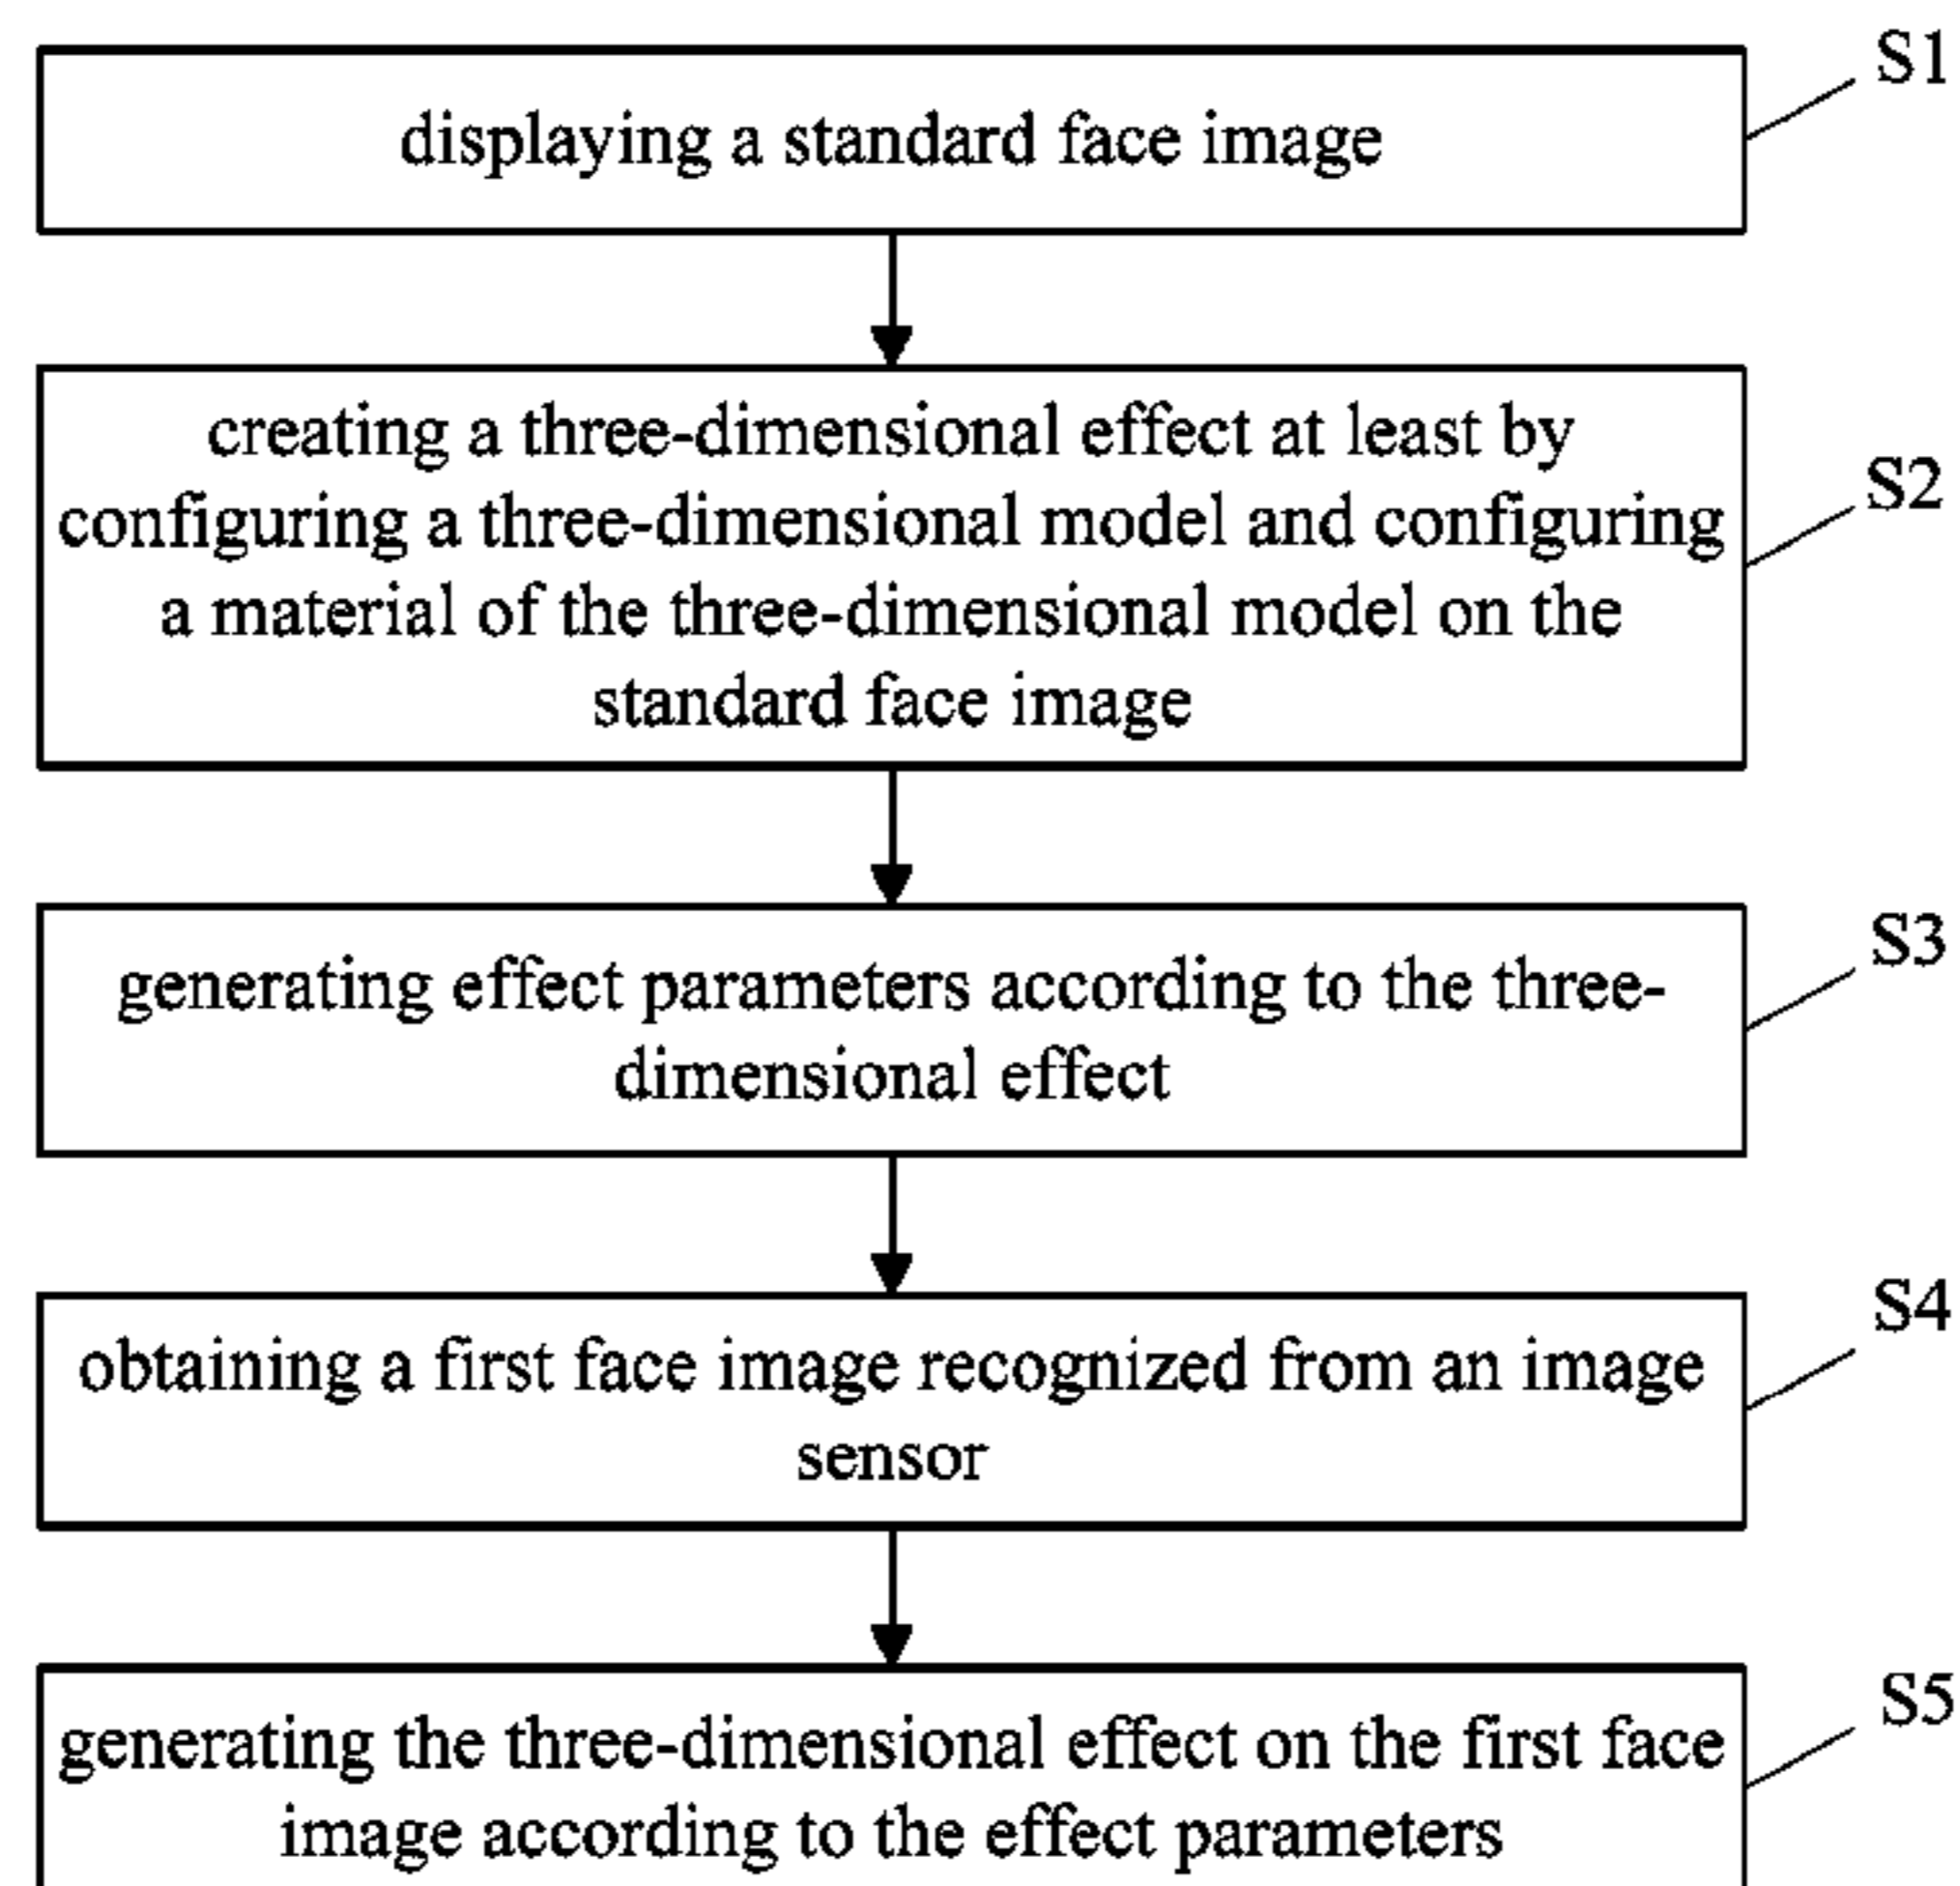 S1
displaying a standard face image
creating a three-dimensional effect at least by
configuring a three-dimensional model and configuring
a material of the three-dimensional model on the
standard face image
S2
generating effect parameters according to the three-
dimensional effect
S3
obtaining a first face image recognized from an image
sensor
S4
generating the three-dimensional effect on the first face
image according to the effect parameters
S5